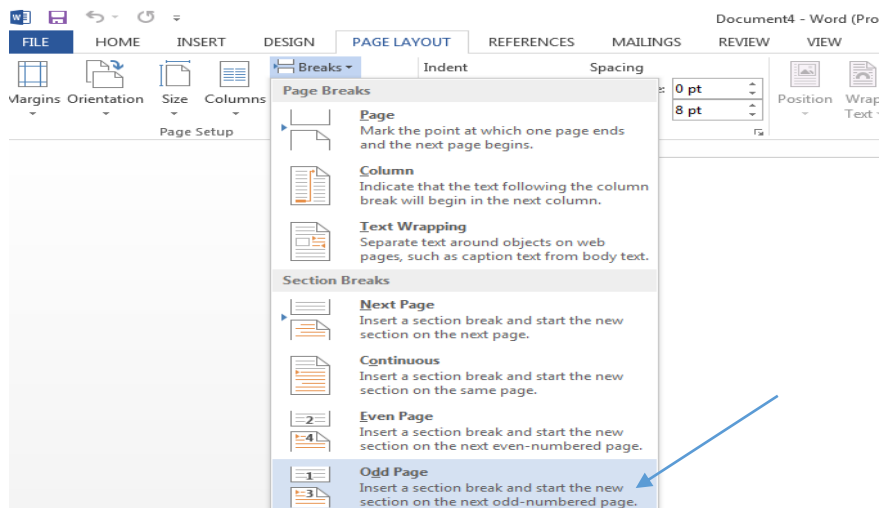 Document4 - Word (Pro
FILE HOME INSERT DESIGN PAGE LAYOUT REFERENCES MAILINGS REVIEW VIEW
Breaks Indent Spacing
Margins Orientation Size Columns
0 pt
8 pt
Position Wrap
Text
Page Setup
Page Breaks
Page
Mark the point at which one page ends
and the next page begins.
Column
Indicate that the text following the column
break will begin in the next column.
Text Wrapping
Separate text around objects on web
pages, such as caption text from body text.
Section Breaks
Next Page
Insert a section break and start the new
section on the next page.
Continuous
Insert a section break and start the new
section on the same page.
2
4
Even Page
Insert a section break and start the new
section on the next even-numbered page.
1
3
Odd Page
Insert a section break and start the new
section on the next odd-numbered page.